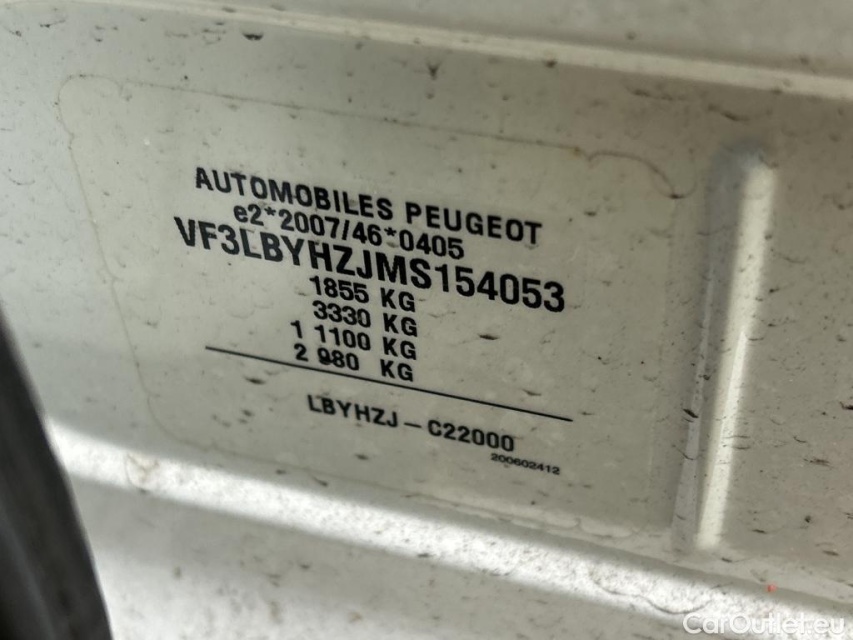 AUTOMOBILES PEUGEOT
e2*2007/46*0405
VF3LBYHZJMS154053
1855 KG
3330 KG
1 1100 KG
2 980 KG
LBYHZJ - C22000
200602412
CarOutlet.eu